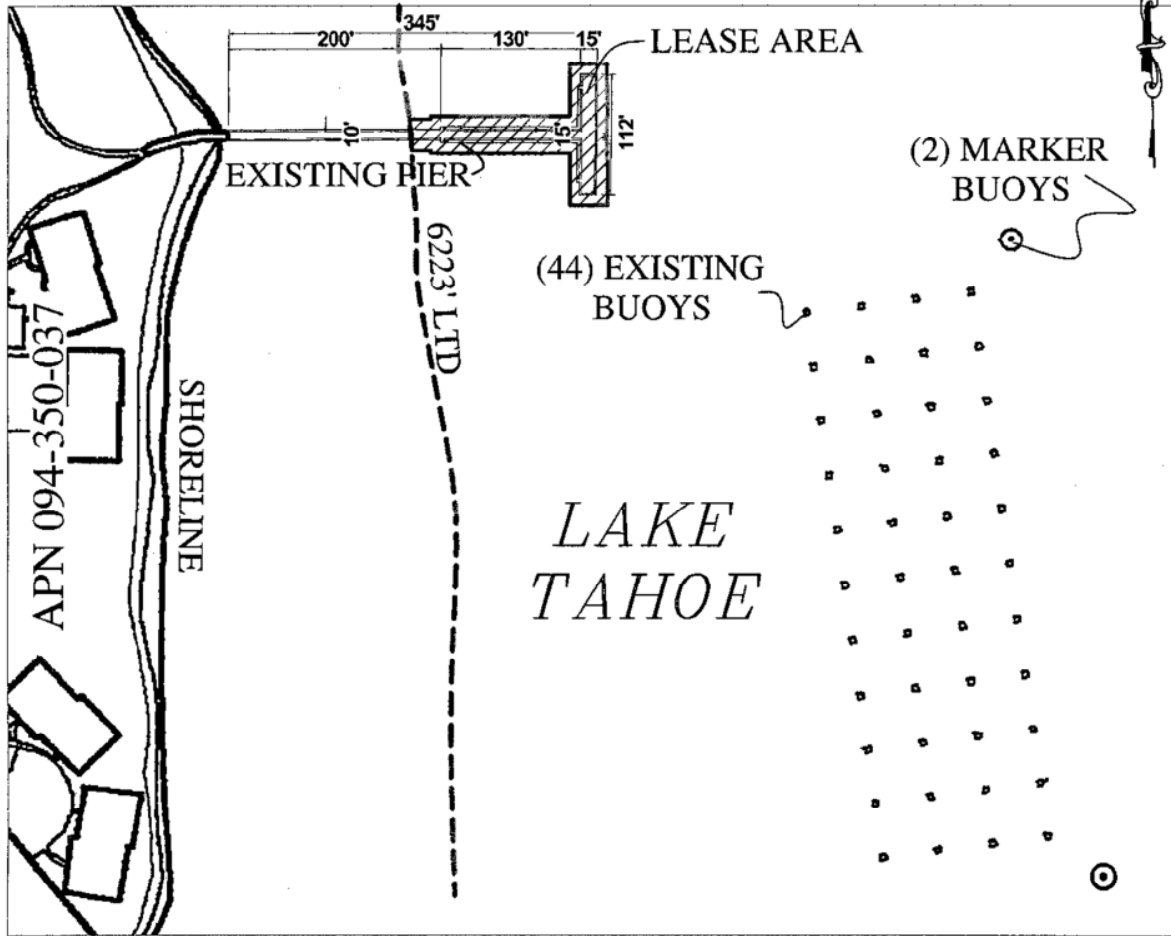 345'
200'
130'
15'
LEASE AREA
10'
15'
112'
EXISTING PIER
(2) MARKER
BUOYS
6223' LTD
(44) EXISTING
BUOYS
APN 094-350-037
SHORELINE
LAKE
TAHOE